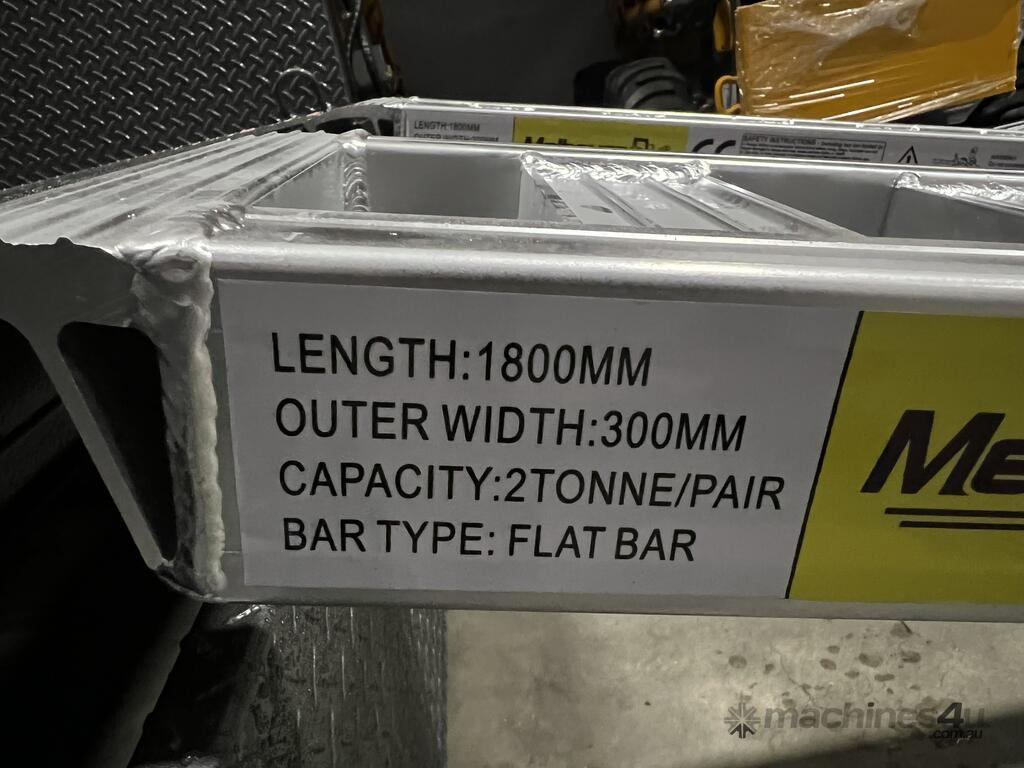 LENGTH:1800MM
CE
SAFETY INSTRUCTIONS
LENGTH:1800MM
OUTER WIDTH:300MM
CAPACITY:2TONNE/PAIR
BAR TYPE: FLAT BAR
Me
machines4u
.com.au